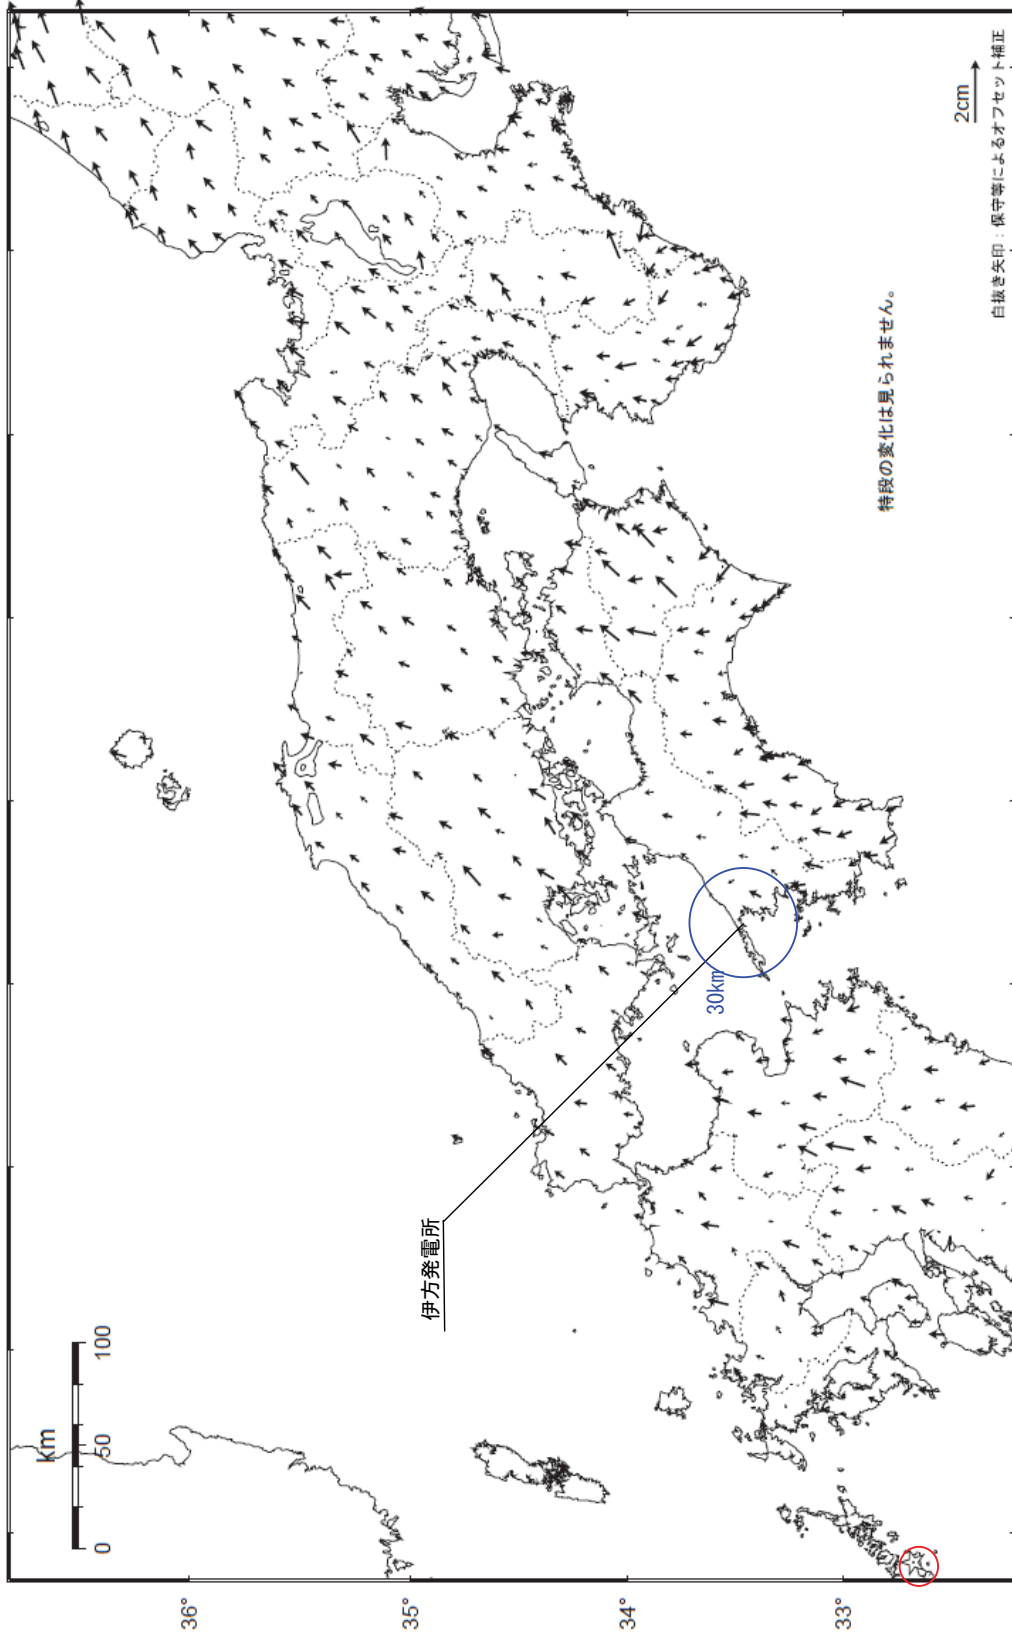 36°
35°
34°
33°
km
0 50 100
伊方発電所
30km
特段の変化は見られません。
2cm
白抜き矢印：保守等によるオフセット補正